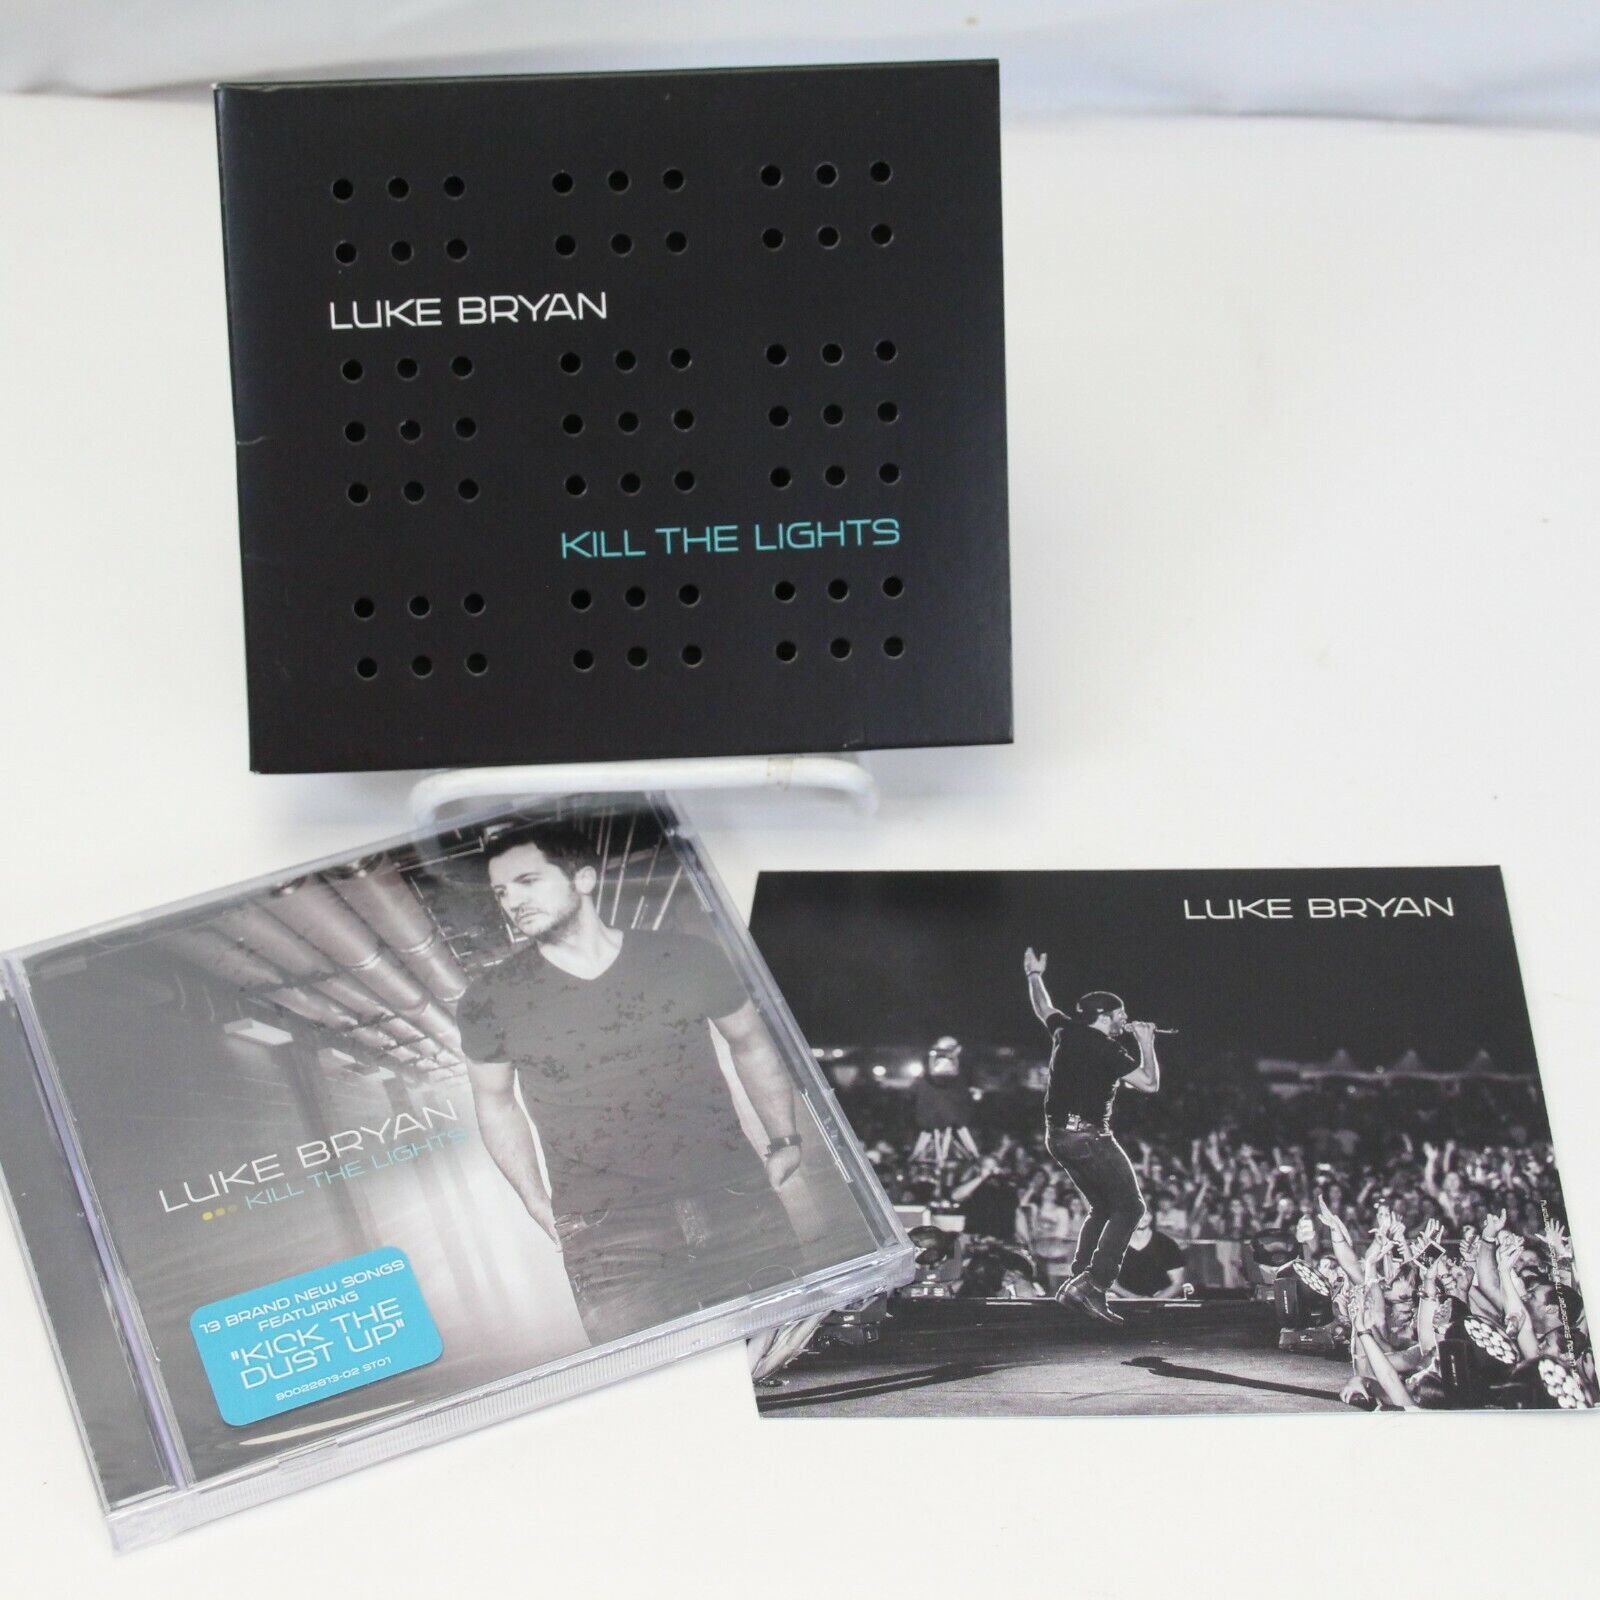 LUKE BRYAN
KILL THE LIGHTS
LUKE BRYAN
KILL THE LIGHTS
13 BRAND NEW SONGS
FEATURING
"KICK THE
DUST UP"
B0022613-02 ST01
LUKE BRYAN